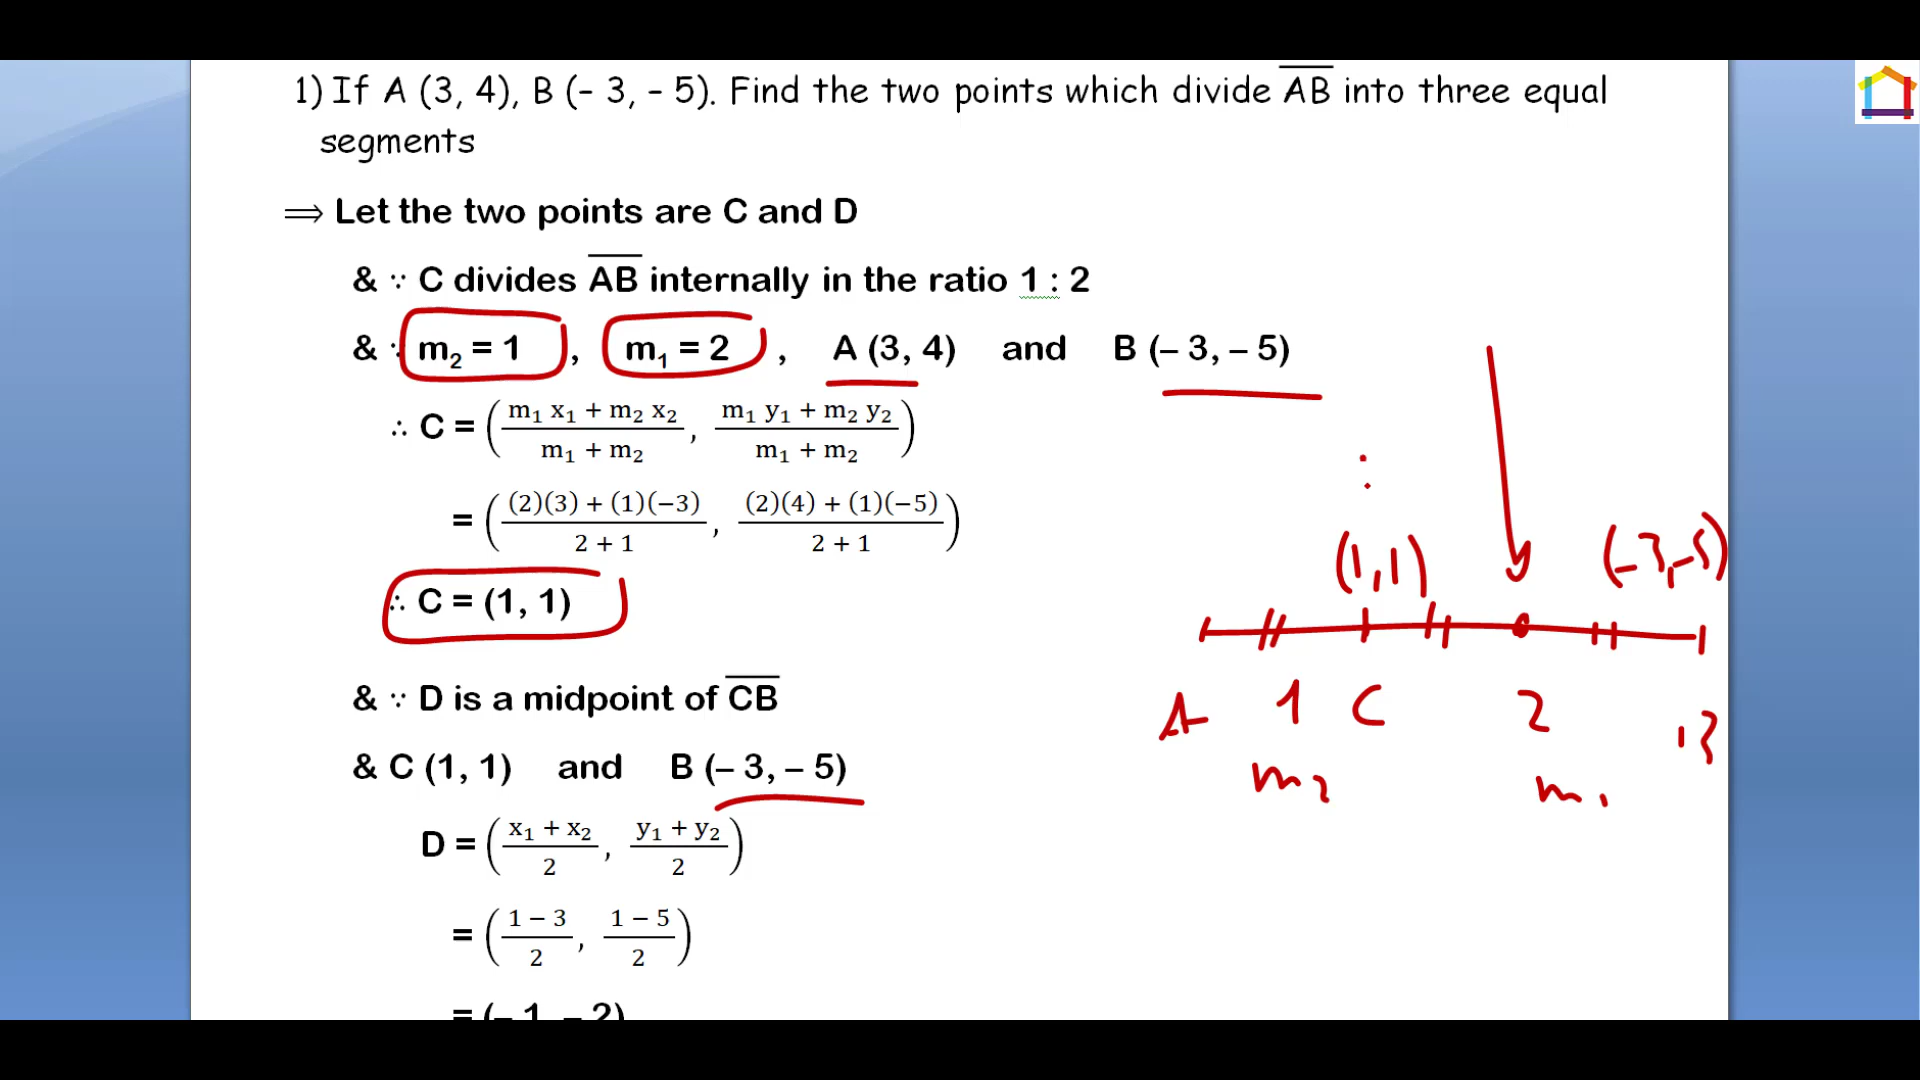 1) If A (3, 4), B (- 3, - 5). Find the two points which divide A̅B̅ into three equal
segments
⟹ Let the two points are C and D
& ∵ C divides A̅B̅ internally in the ratio 1 : 2
& ∵ m₂ = 1 , m₁ = 2 , A (3, 4) and B (– 3, – 5)
∴ C = ( (m₁ x₁ + m₂ x₂)/(m₁ + m₂) , (m₁ y₁ + m₂ y₂)/(m₁ + m₂) )
= ( ((2)(3) + (1)(−3))/(2 + 1) , ((2)(4) + (1)(−5))/(2 + 1) )
∴ C = (1, 1)
& ∵ D is a midpoint of C̅B̅
& C (1, 1) and B (– 3, – 5)
D = ( (x₁ + x₂)/2 , (y₁ + y₂)/2 )
= ( (1 − 3)/2 , (1 − 5)/2 )
= (– 1, – 2)
(1,1) (-3,-5)
A 1 C 2 B
m₂ m₁